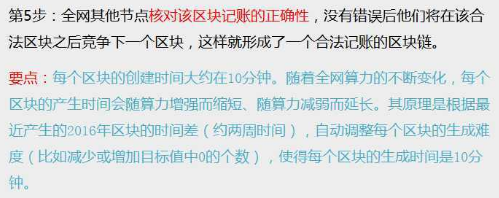 第5步：全网其他节点核对该区块记账的正确性，没有错误后他们将在该合
法区块之后竞争下一个区块，这样就形成了一个合法记账的区块链。
要点：每个区块的创建时间大约在10分钟。随着全网算力的不断变化，每个
区块的产生时间会随算力增强而缩短、随算力减弱而延长。其原理是根据最
近产生的2016年区块的时间差（约两周时间），自动调整每个区块的生成难
度（比如减少或增加目标值中0的个数），使得每个区块的生成时间是10分
钟。